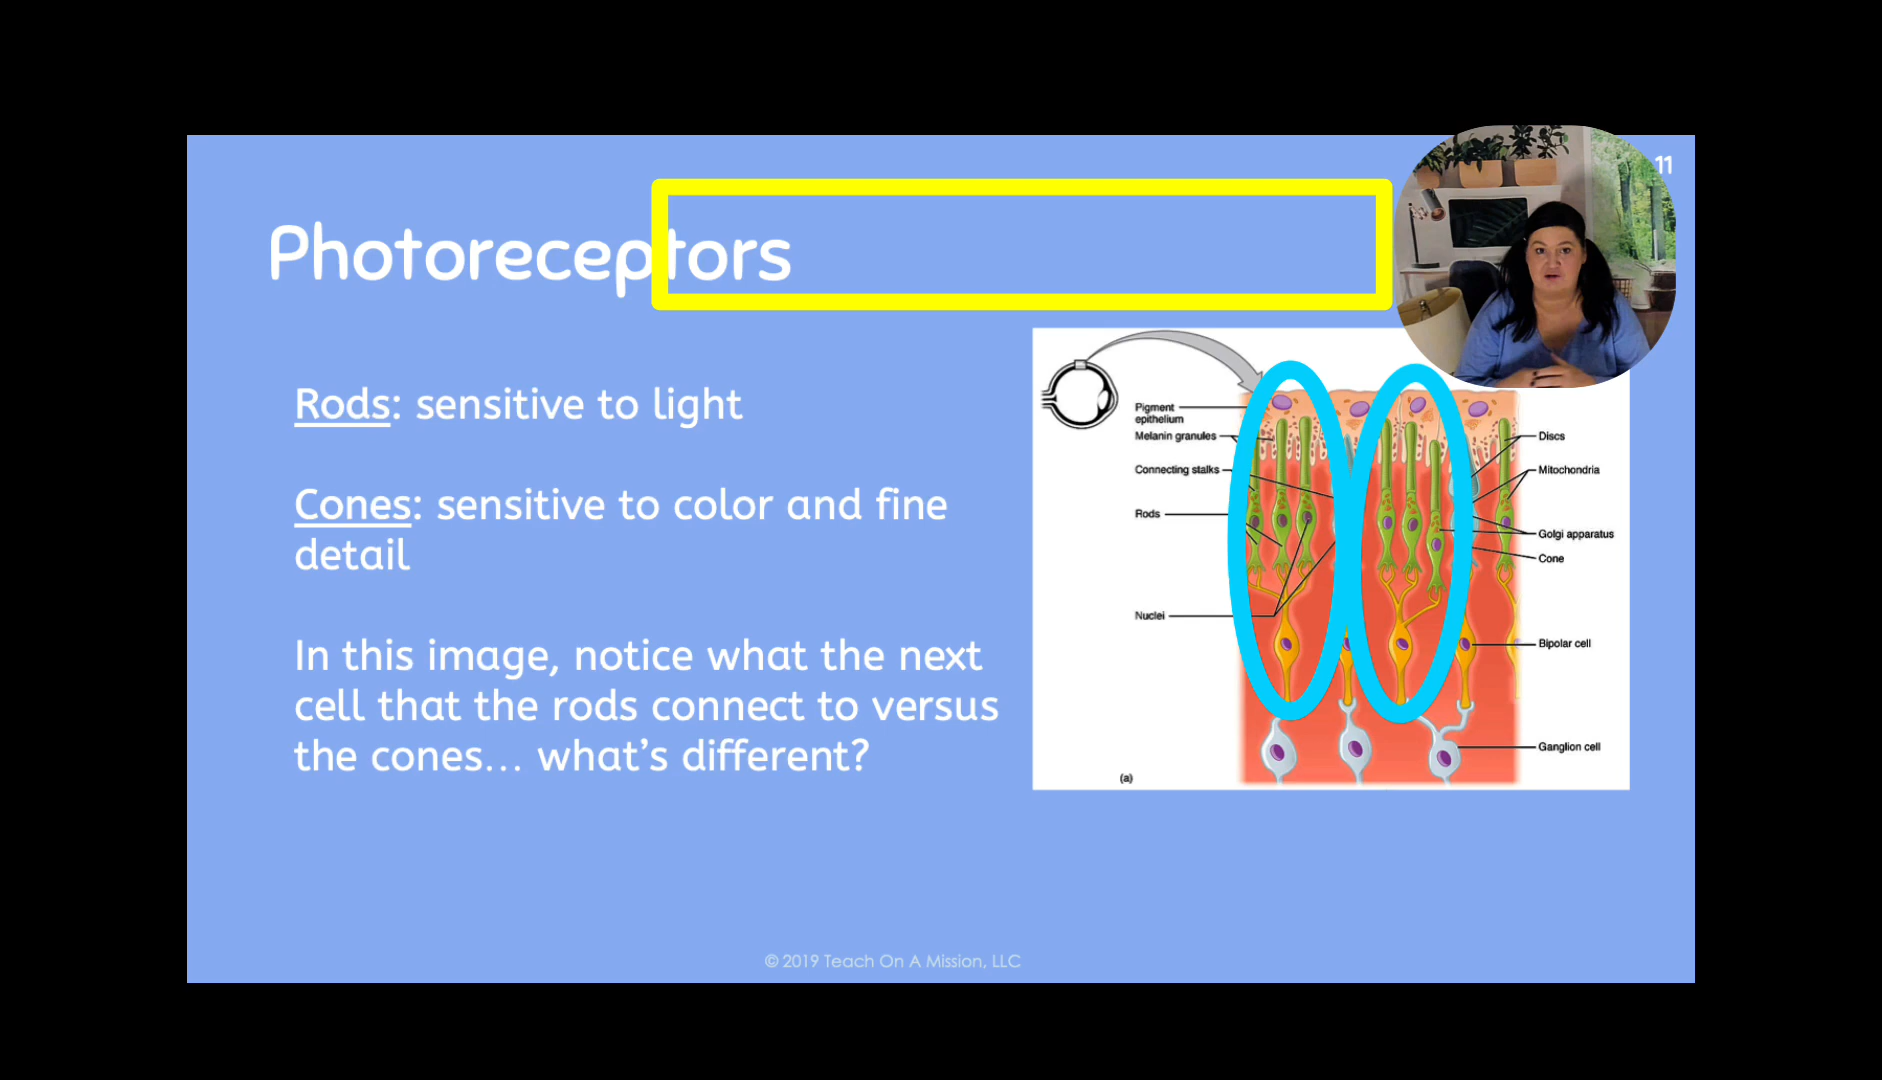 11
Photoreceptors
Rods: sensitive to light
Cones: sensitive to color and fine
detail
In this image, notice what the next
cell that the rods connect to versus
the cones... what's different?
Pigment
epithelium
Melanin granules
Connecting stalks
Rods
Nuclei
(a)
Discs
Mitochondria
Golgi apparatus
Cone
Bipolar cell
Ganglion cell
© 2019 Teach On A Mission, LLC